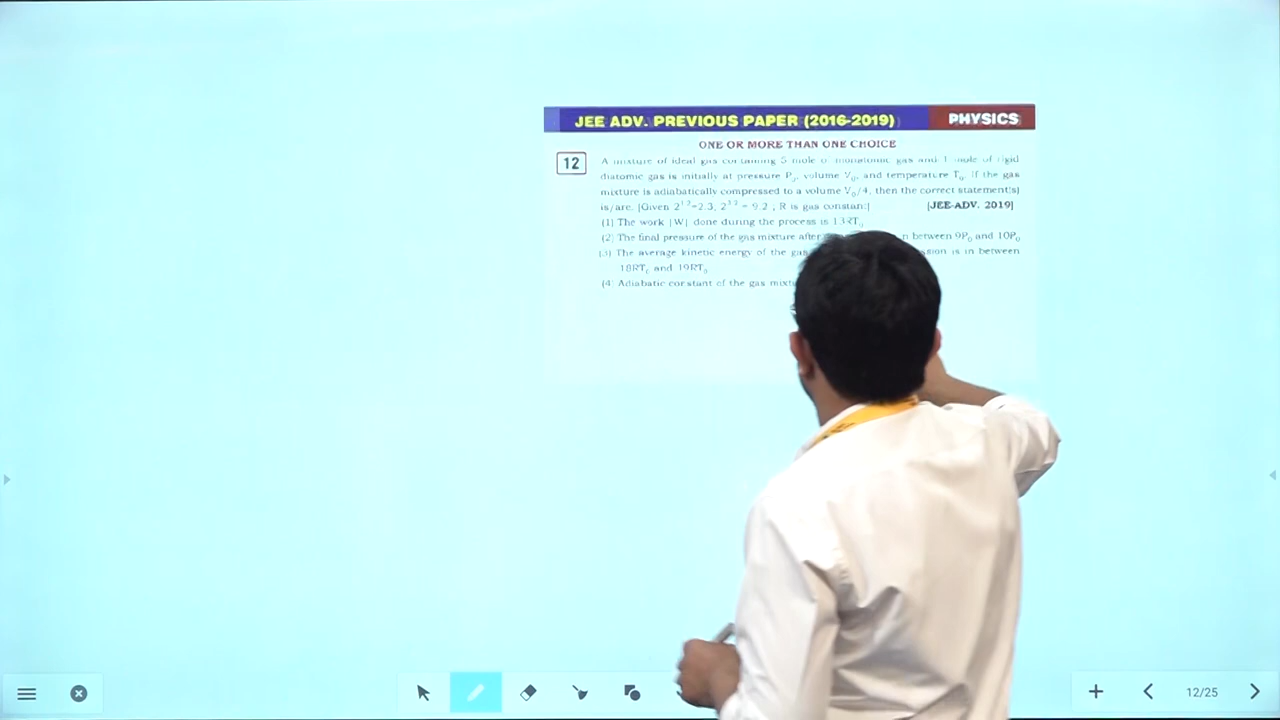 JEE ADV. PREVIOUS PAPER (2016-2019) PHYSICS
ONE OR MORE THAN ONE CHOICE
12 A mixture of ideal gas containing 5 mole of monatomic gas and 1 mole of rigid
diatomic gas is initially at pressure P₀, volume V₀, and temperature T₀. If the gas
mixture is adiabatically compressed to a volume V₀/4, then the correct statement(s)
is/are. [Given 2^1.2=2.3, 2^3.2 = 9.2 ; R is gas constant] [JEE-ADV. 2019]
(1) The work |W| done during the process is 13RT₀
(2) The final pressure of the gas mixture after n between 9P₀ and 10P₀
(3) The average kinetic energy of the gas ssion is in between
18RT₀ and 19RT₀
(4) Adiabatic constant of the gas mixtu
12/25